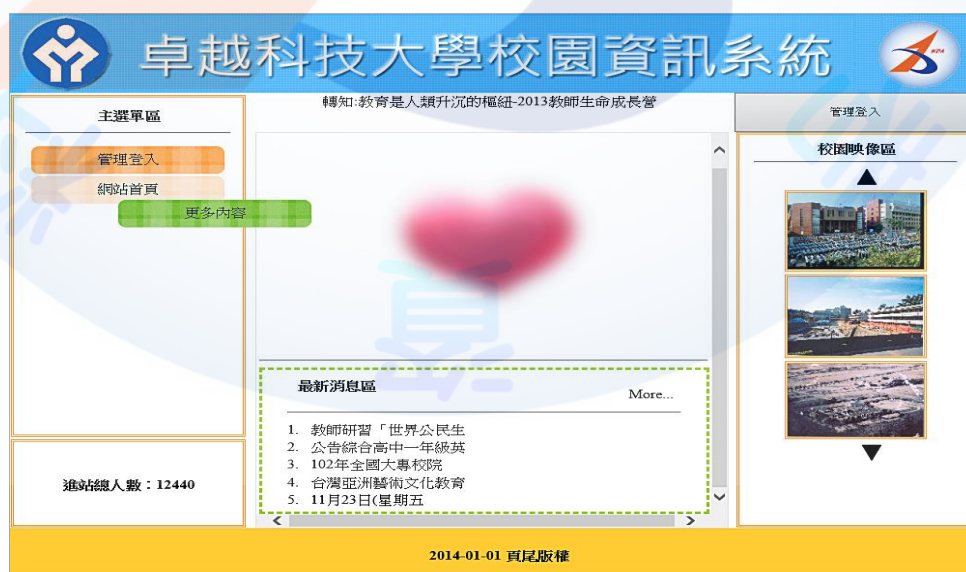 卓越科技大學校園資訊系統
轉知:教育是人類升沉的樞紐-2013教師生命成長營
主選單區
管理登入
網站首頁
更多內容
進站總人數：12440
最新消息區
More...
1. 教師研習「世界公民生
2. 公告綜合高中一年級英
3. 102年全國大專校院
4. 台灣亞洲藝術文化教育
5. 11月23日(星期五
管理登入
校園映像區
2014-01-01 頁尾版權